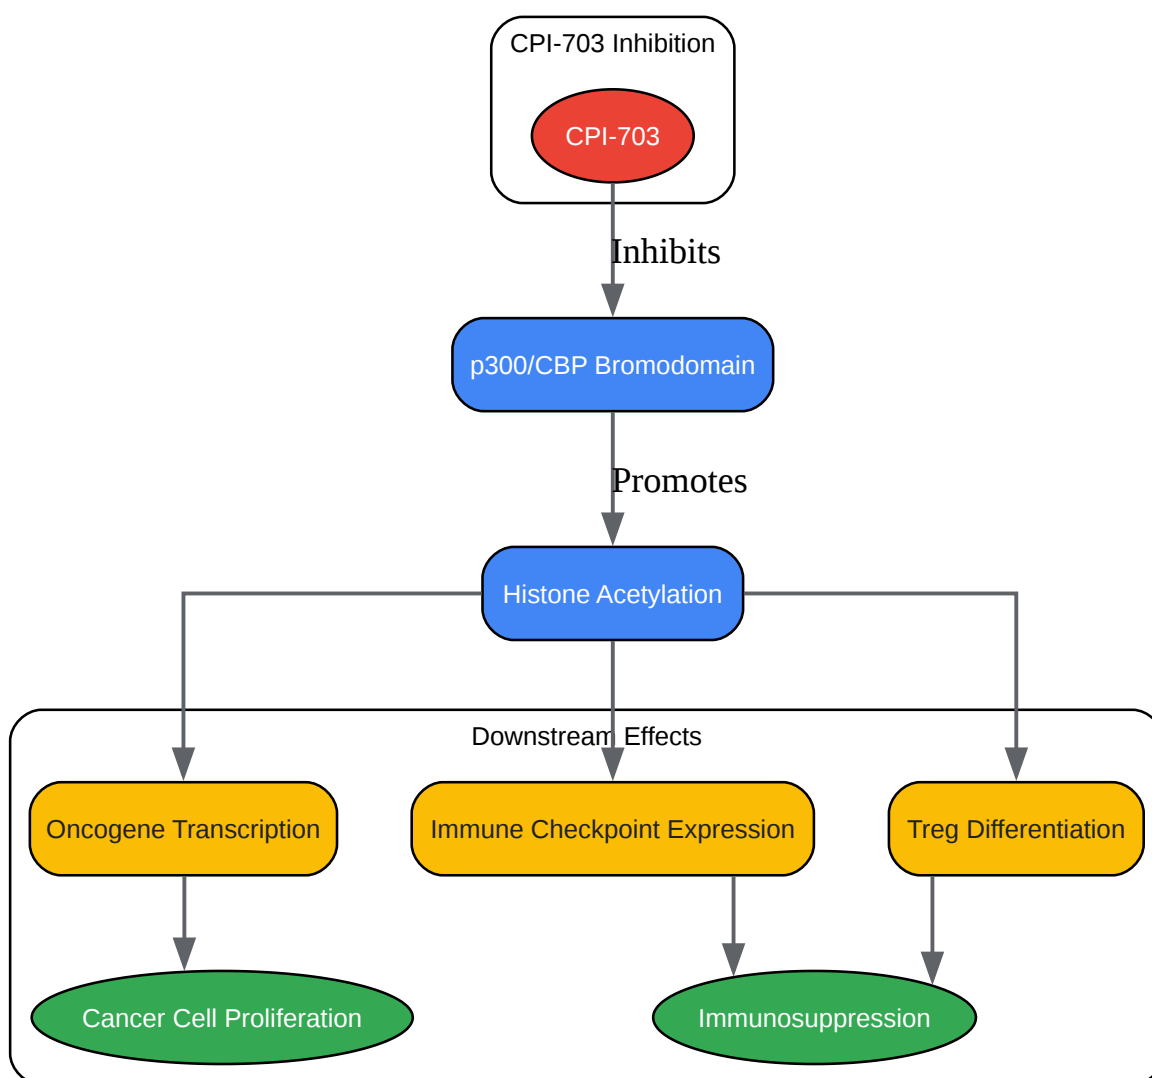 CPI-703 Inhibition
CPI-703
Inhibits
p300/CBP Bromodomain
Promotes
Histone Acetylation
Downstream Effects
Oncogene Transcription
Immune Checkpoint Expression
Treg Differentiation
Cancer Cell Proliferation
Immunosuppression